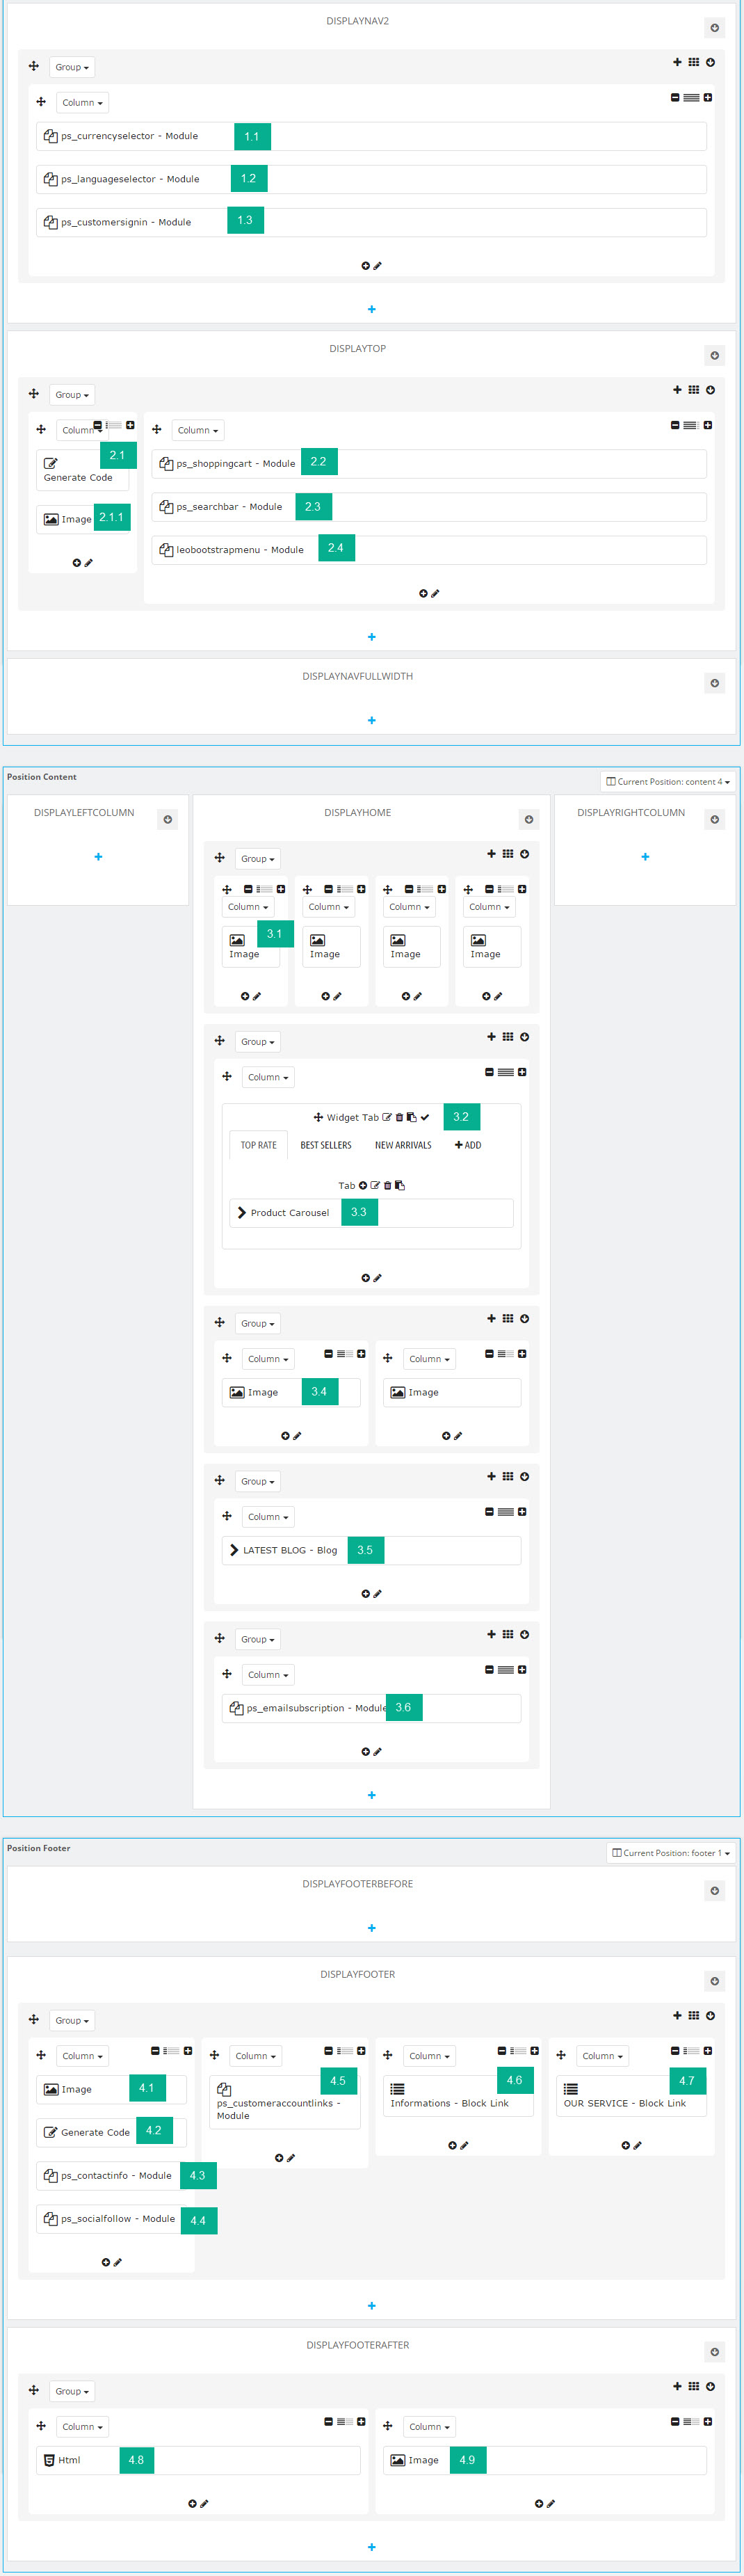 DISPLAYNAV2
Group
Column
ps_currencyselector - Module 1.1
ps_languageselector - Module 1.2
ps_customersignin - Module 1.3
DISPLAYTOP
Group
Column
2.1
Generate Code
Image 2.1.1
Column
ps_shoppingcart - Module 2.2
ps_searchbar - Module 2.3
leobootstrapmenu - Module 2.4
DISPLAYNAVFULLWIDTH
Position Content
Current Position: content 4
DISPLAYLEFTCOLUMN
DISPLAYHOME
DISPLAYRIGHTCOLUMN
Group
Column Column Column Column
3.1
Image Image Image Image
Group
Column
Widget Tab 3.2
TOP RATE BEST SELLERS NEW ARRIVALS ADD
Tab
Product Carousel 3.3
Group
Column Column
Image 3.4 Image
Group
Column
LATEST BLOG - Blog 3.5
Group
Column
ps_emailsubscription - Module 3.6
Position Footer
Current Position: footer 1
DISPLAYFOOTERBEFORE
DISPLAYFOOTER
Group
Column
Image 4.1
Generate Code 4.2
ps_contactinfo - Module 4.3
ps_socialfollow - Module 4.4
Column
4.5
ps_customeraccountlinks -
Module
Column
4.6
Informations - Block Link
Column
4.7
OUR SERVICE - Block Link
DISPLAYFOOTERAFTER
Group
Column Column
Html 4.8 Image 4.9